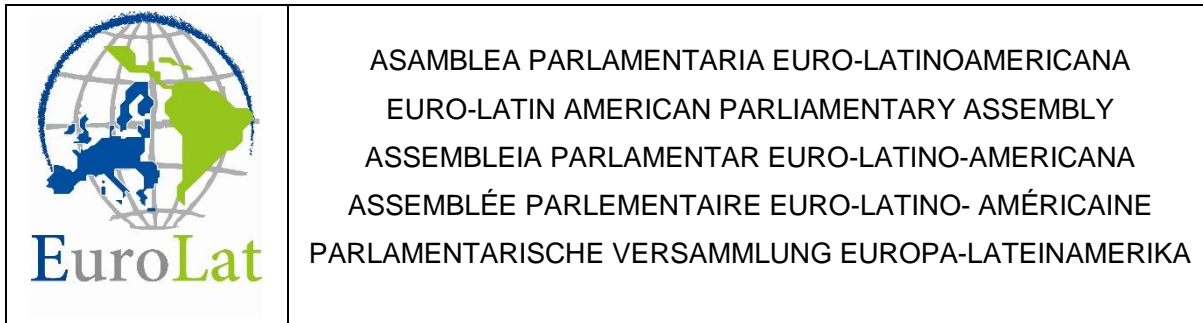 EuroLat
ASAMBLEA PARLAMENTARIA EURO-LATINOAMERICANA
EURO-LATIN AMERICAN PARLIAMENTARY ASSEMBLY
ASSEMBLEIA PARLAMENTAR EURO-LATINO-AMERICANA
ASSEMBLÉE PARLEMENTAIRE EURO-LATINO- AMÉRICAINE
PARLAMENTARISCHE VERSAMMLUNG EUROPA-LATEINAMERIKA